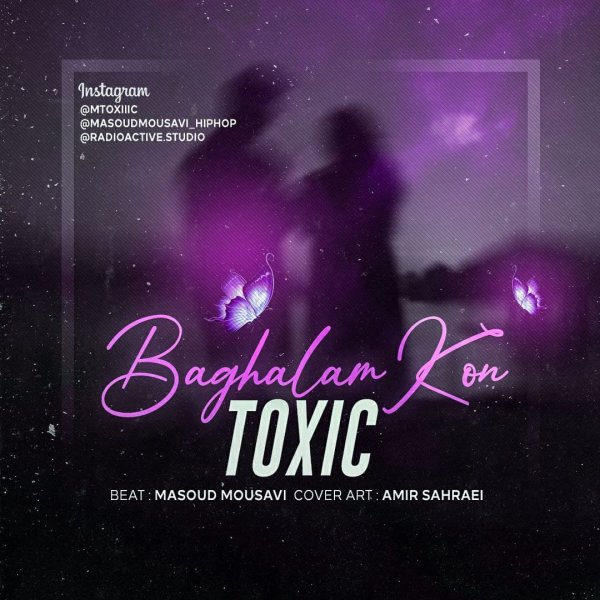 Instagram
@MTOXIIIC
@MASOUDMOUSAVI_HIPHOP
@RADIOACTIVE.STUDIO
Baghalam Kon
TOXIC
BEAT : MASOUD MOUSAVI COVER ART : AMIR SAHRAEI